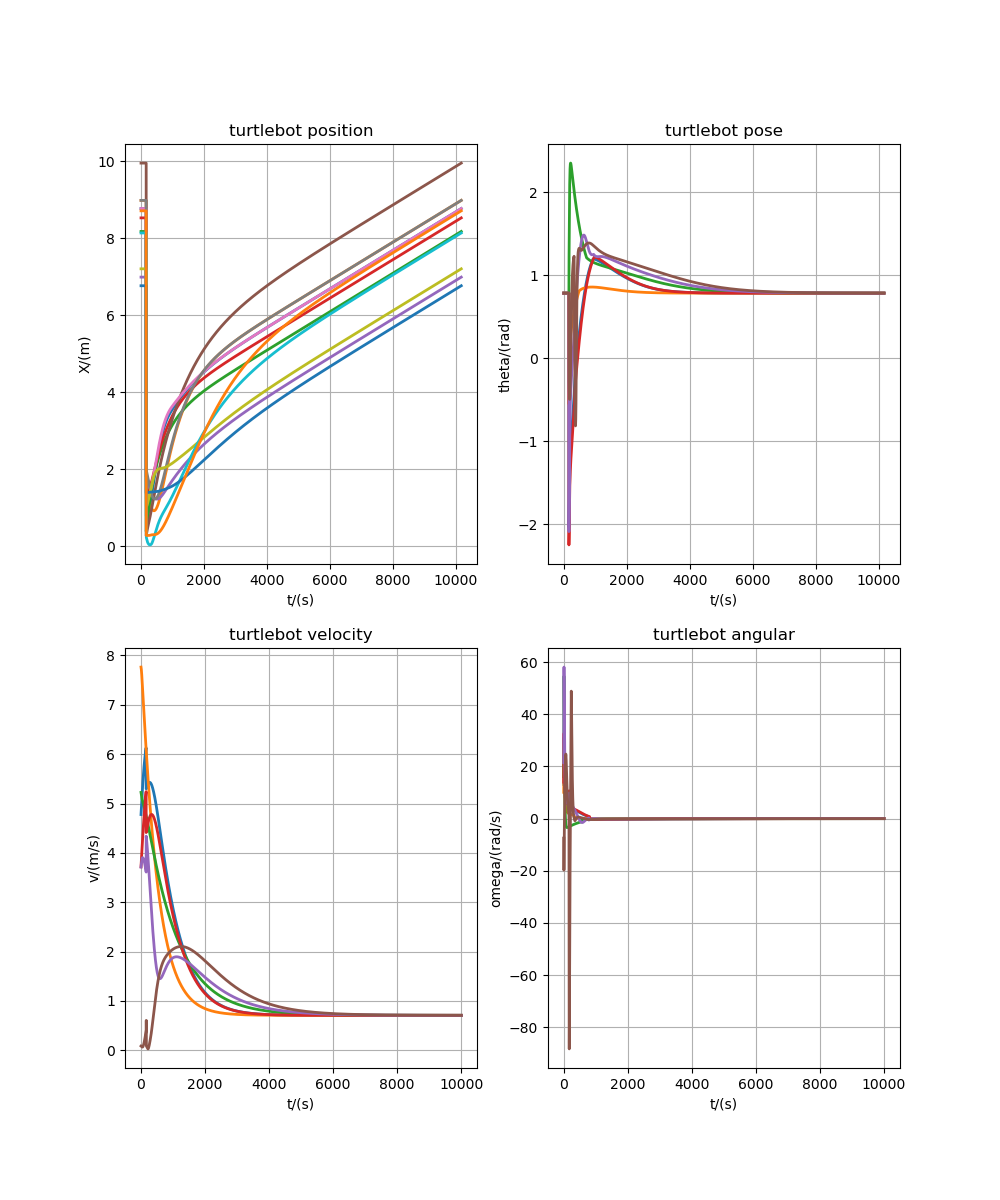 turtlebot position
10
8
6
4
2
0
X/(m)
0 2000 4000 6000 8000 10000
t/(s)
turtlebot pose
2
1
0
−1
−2
theta/(rad)
0 2000 4000 6000 8000 10000
t/(s)
turtlebot velocity
8
7
6
5
4
3
2
1
0
v/(m/s)
0 2000 4000 6000 8000 10000
t/(s)
turtlebot angular
60
40
20
0
−20
−40
−60
−80
omega/(rad/s)
0 2000 4000 6000 8000 10000
t/(s)